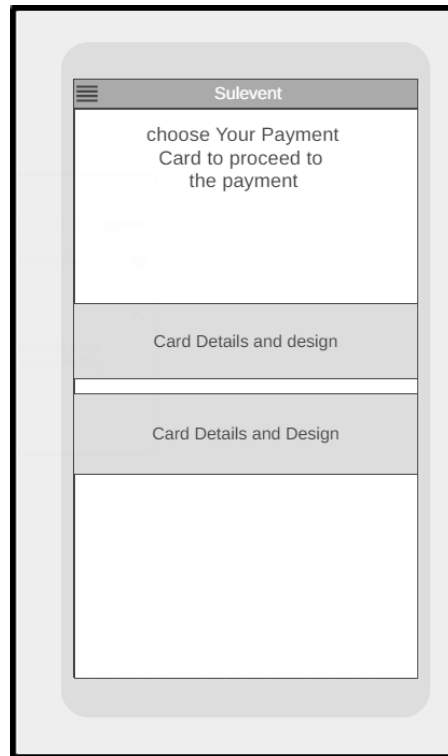 Sulevent
choose Your Payment
Card to proceed to
the payment
Card Details and design
Card Details and Design